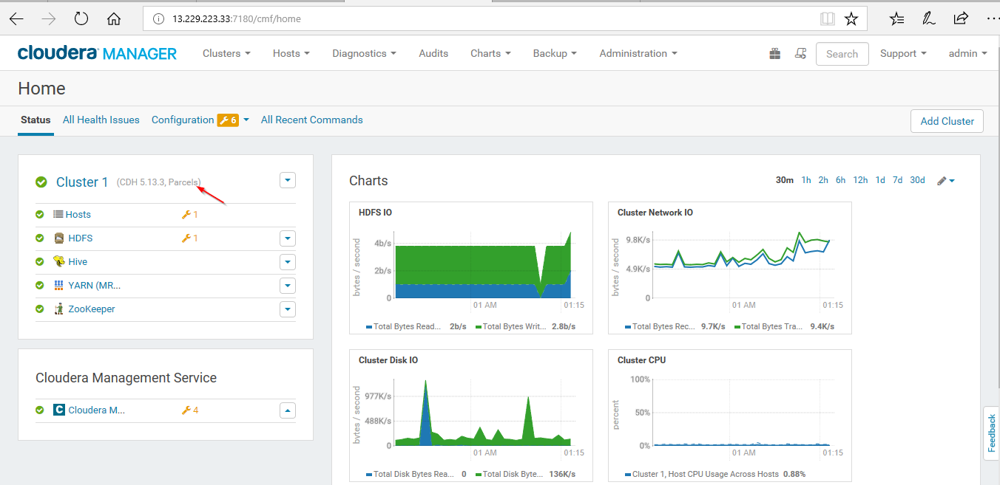 13.229.223.33:7180/cmf/home
cloudera MANAGER Clusters Hosts Diagnostics Audits Charts Backup Administration Search Support admin
Home
Status All Health Issues Configuration 6 All Recent Commands Add Cluster
Cluster 1 (CDH 5.13.3, Parcels)
Hosts 1
HDFS 1
Hive
YARN (MR...
ZooKeeper
Cloudera Management Service
C Cloudera M... 4
Charts 30m 1h 2h 6h 12h 1d 7d 30d
HDFS IO
bytes / second
4b/s
2b/s
0
01 AM 01:15
Total Bytes Read... 2b/s Total Bytes Writ... 2.8b/s
Cluster Network IO
bytes / second
9.8K/s
4.9K/s
0
01 AM 01:15
Total Bytes Rec... 9.7K/s Total Bytes Tra... 9.4K/s
Cluster Disk IO
bytes / second
977K/s
488K/s
0
01 AM 01:15
Total Disk Bytes Rea... 0 Total Disk Byte... 136K/s
Cluster CPU
percent
100%
50%
0%
01 AM 01:15
Cluster 1, Host CPU Usage Across Hosts 0.88%
Feedback